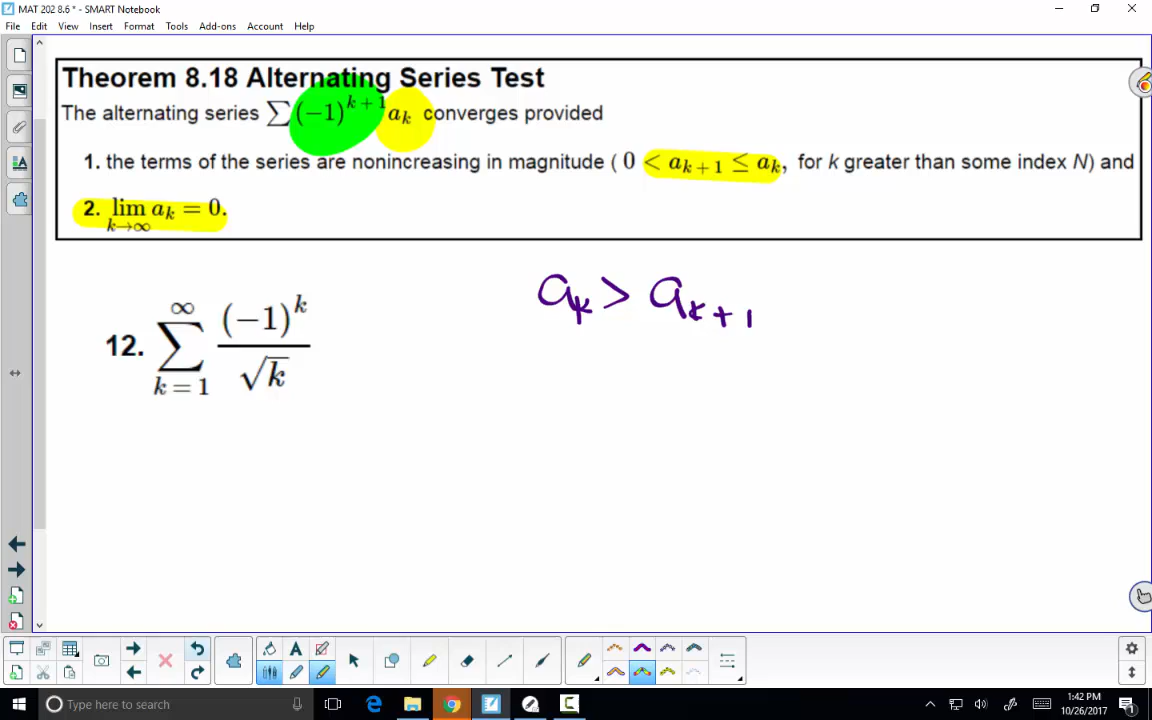 MAT 202 8.6 * - SMART Notebook
File Edit View Insert Format Tools Add-ons Account Help
Theorem 8.18 Alternating Series Test
The alternating series ∑(−1)^{k+1} a_k converges provided
1. the terms of the series are nonincreasing in magnitude ( 0 < a_{k+1} ≤ a_k, for k greater than some index N) and
2. lim_{k→∞} a_k = 0.
a_k > a_{k+1}
12. ∑_{k=1}^{∞} (−1)^k / √k
Type here to search
1:42 PM
10/26/2017
1